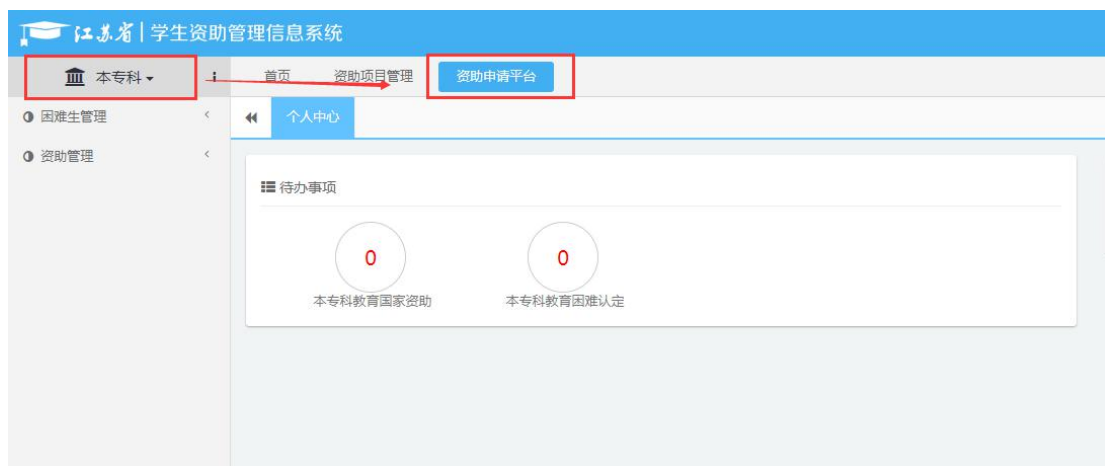 江苏省|学生资助管理信息系统
本专科
首页 资助项目管理 资助申请平台
困难生管理
个人中心
资助管理
待办事项
0 0
本专科教育国家资助 本专科教育困难认定